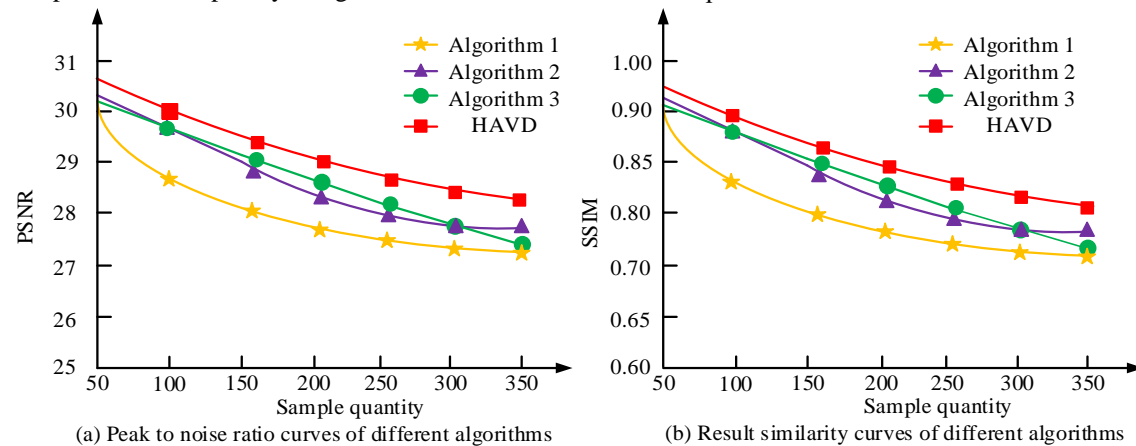 31
30
29
28
27
26
25
PSNR
50
100
150
200
250
300
350
Sample quantity
Algorithm 1
Algorithm 2
Algorithm 3
HAVD
(a) Peak to noise ratio curves of different algorithms
1.00
0.90
0.85
0.80
0.70
0.65
0.60
SSIM
50
100
150
200
250
300
350
Sample quantity
Algorithm 1
Algorithm 2
Algorithm 3
HAVD
(b) Result similarity curves of different algorithms